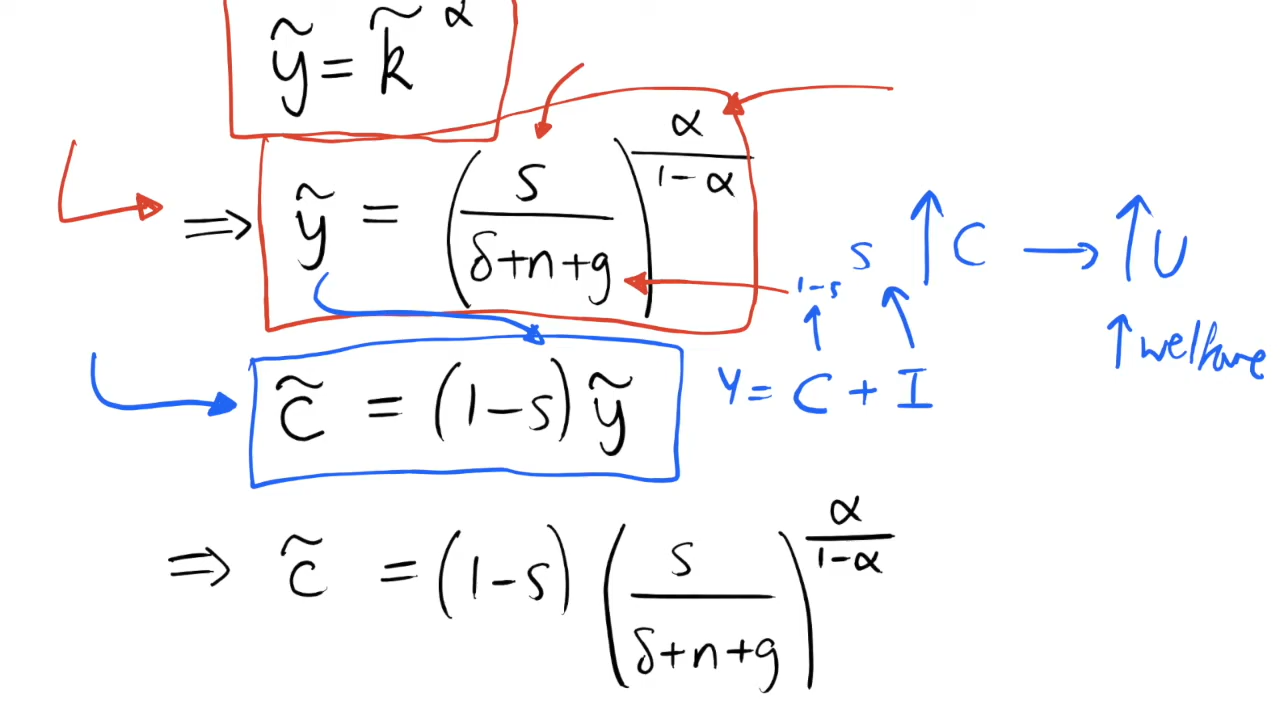 ỹ = k̃^α
⇒ ỹ = (s / (δ+n+g))^(α / (1-α))
1-s s ↑ C → ↑ U
↑ welfare
Y = C + I
c̃ = (1-s) ỹ
⇒ c̃ = (1-s) (s / (δ+n+g))^(α / (1-α))